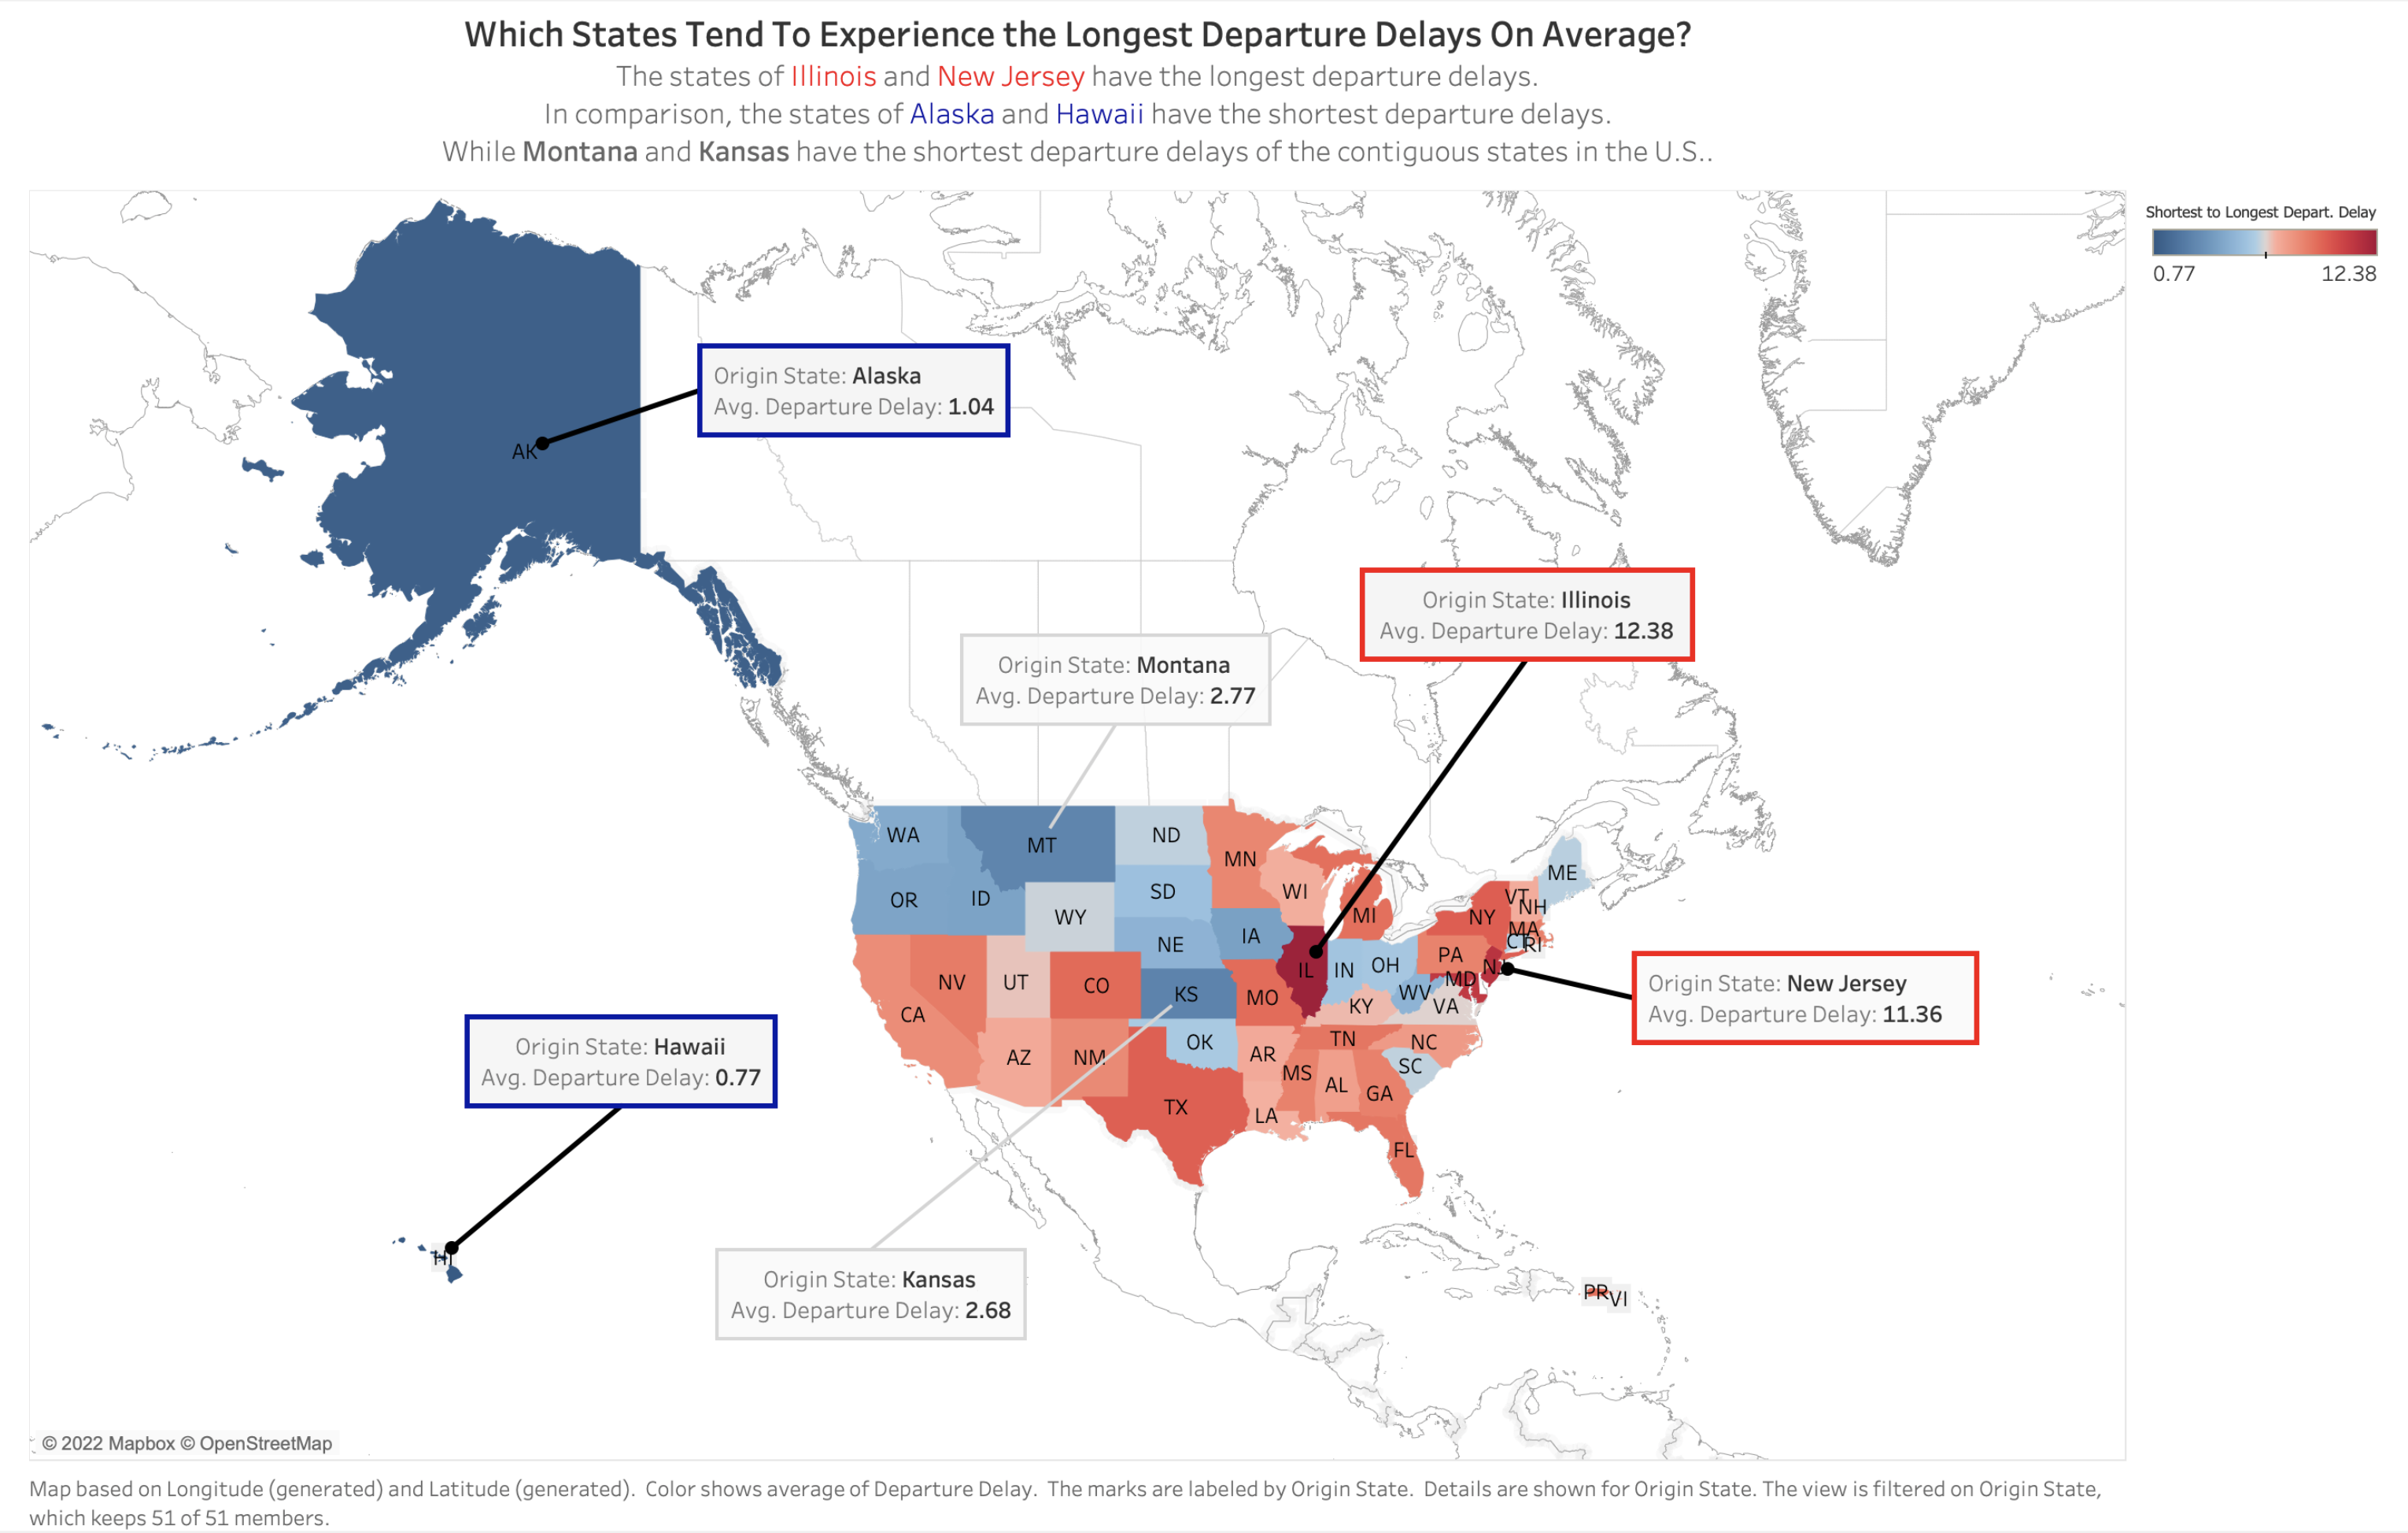 Which States Tend To Experience the Longest Departure Delays On Average?
The states of Illinois and New Jersey have the longest departure delays.
In comparison, the states of Alaska and Hawaii have the shortest departure delays.
While Montana and Kansas have the shortest departure delays of the contiguous states in the U.S..
Shortest to Longest Depart. Delay
0.77 12.38
Origin State: Alaska
Avg. Departure Delay: 1.04
AK
Origin State: Illinois
Avg. Departure Delay: 12.38
Origin State: Montana
Avg. Departure Delay: 2.77
WA
MT
ND
MN
ME
OR
ID
SD
WI
VT
NH
WY
MI
NY
MA
NE
IA
CT
RI
PA
NJ
OH
IN
IL
NV
UT
CO
KS
MO
MD
WV
VA
KY
CA
Origin State: New Jersey
Avg. Departure Delay: 11.36
AZ
NM
OK
AR
TN
NC
SC
MS
AL
GA
TX
LA
FL
Origin State: Hawaii
Avg. Departure Delay: 0.77
HI
Origin State: Kansas
Avg. Departure Delay: 2.68
PR
VI
© 2022 Mapbox © OpenStreetMap
Map based on Longitude (generated) and Latitude (generated).  Color shows average of Departure Delay.  The marks are labeled by Origin State.  Details are shown for Origin State. The view is filtered on Origin State,
which keeps 51 of 51 members.